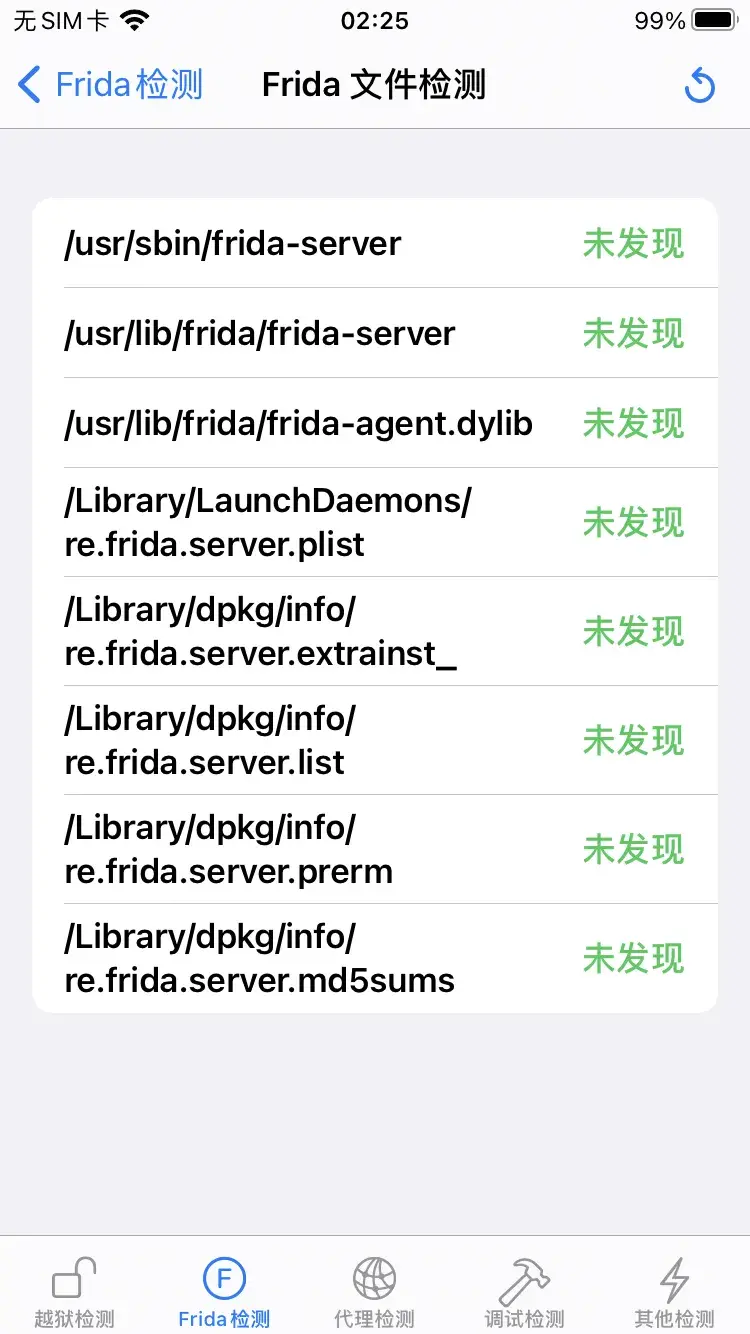 无SIM卡 02:25 99%
Frida检测 Frida 文件检测
/usr/sbin/frida-server 未发现
/usr/lib/frida/frida-server 未发现
/usr/lib/frida/frida-agent.dylib 未发现
/Library/LaunchDaemons/
re.frida.server.plist 未发现
/Library/dpkg/info/
re.frida.server.extrainst_ 未发现
/Library/dpkg/info/
re.frida.server.list 未发现
/Library/dpkg/info/
re.frida.server.prerm 未发现
/Library/dpkg/info/
re.frida.server.md5sums 未发现
F
越狱检测 Frida检测 代理检测 调试检测 其他检测